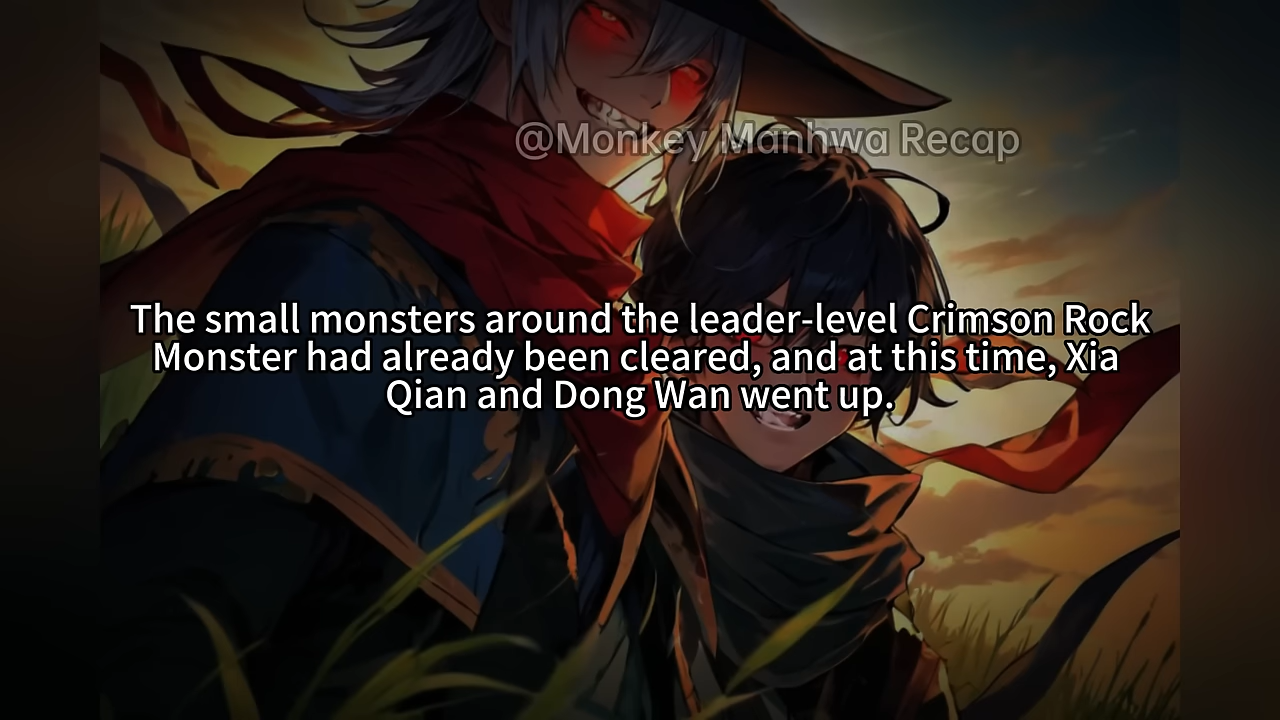 @Monkey Manhwa Recap
The small monsters around the leader-level Crimson Rock
Monster had already been cleared, and at this time, Xia
Qian and Dong Wan went up.